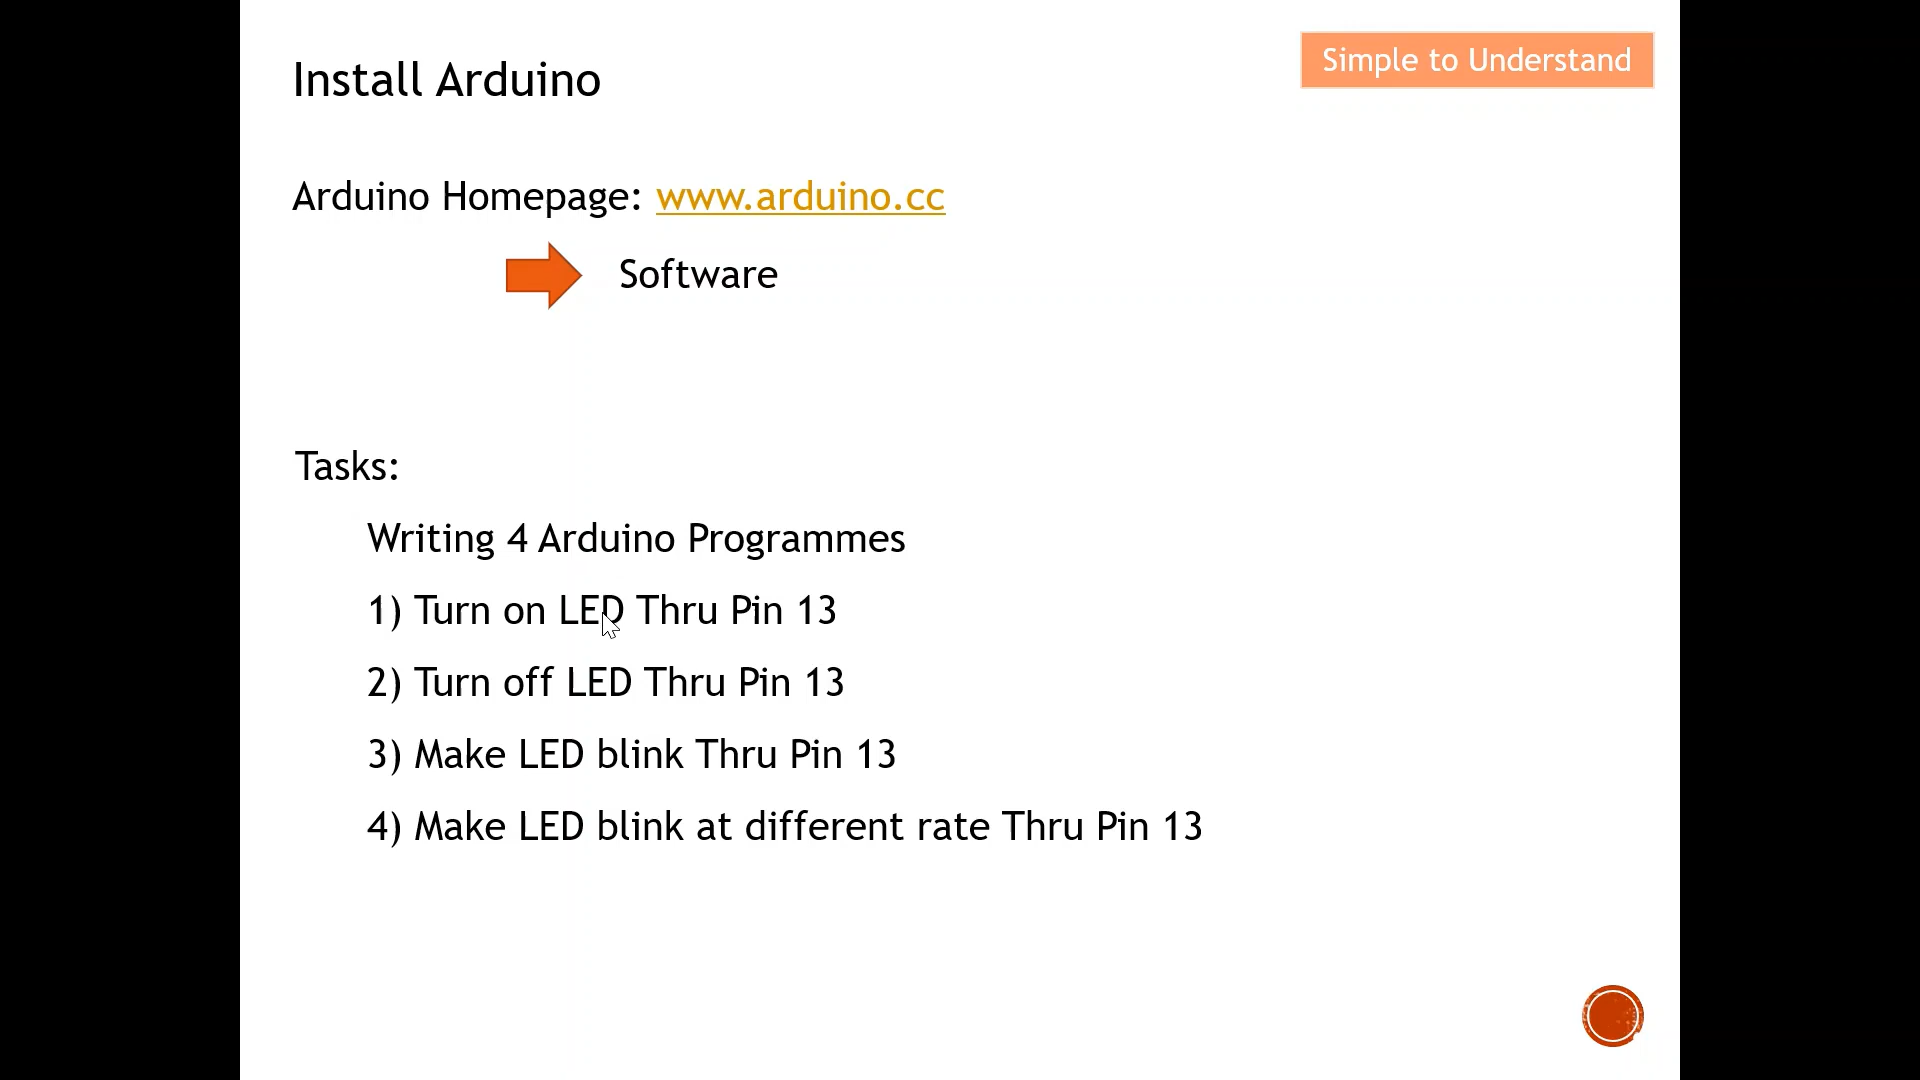 Install Arduino
Simple to Understand
Arduino Homepage: www.arduino.cc
Software
Tasks:
Writing 4 Arduino Programmes
1) Turn on LED Thru Pin 13
2) Turn off LED Thru Pin 13
3) Make LED blink Thru Pin 13
4) Make LED blink at different rate Thru Pin 13